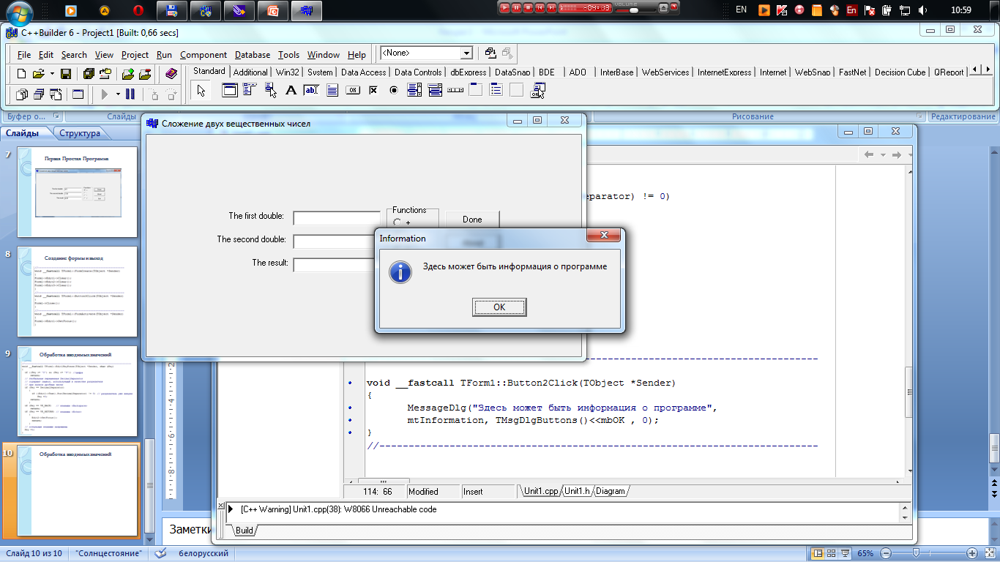 EN
En
-04:38
VOLUME
10:59
C++Builder 6 - Project1 [Built: 0,66 secs]
File Edit Search View Project Run Component Database Tools Window Help
<None>
Standard Additional Win32 System Data Access Data Controls dbExpress DataSnap BDE ADO InterBase WebServices InternetExpress Internet WebSnap FastNet Decision Cube QReport
Буфер о...
Слайды
Рисование
Редактирование
Слайды Структура
7
Первая Простая Программа
8
Создание формы и выход
9
Обработка вводимых значений
10
Обработка вводимых значений
Сложение двух вещественных чисел
The first double:
The second double:
The result:
Functions
+
Done
Information
Здесь может быть информация о программе
OK
parator) != 0)
void __fastcall TForm1::Button2Click(TObject *Sender)
{
MessageDlg("Здесь может быть информация о программе",
mtInformation, TMsgDlgButtons()<<mbOK , 0);
}
//---------------------------------------------------------------------------
114: 66 Modified Insert Unit1.cpp Unit1.h Diagram
[C++ Warning] Unit1.cpp(38): W8066 Unreachable code
Build
Заметки
Слайд 10 из 10 "Солнцестояние" белорусский 65%